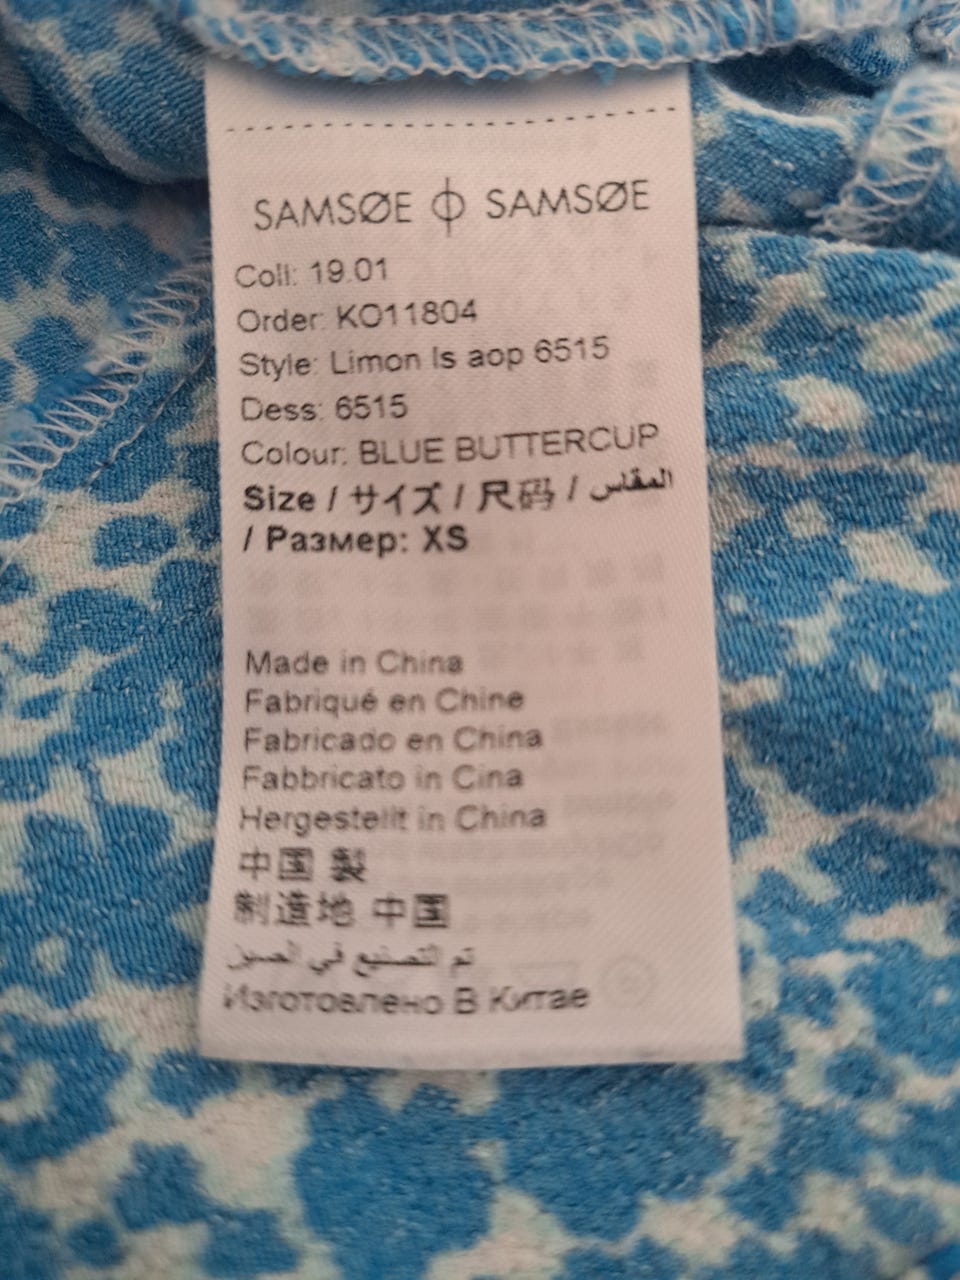 SAMSØE ⏀ SAMSØE
Coll: 19.01
Order: KO11804
Style: Limon ls aop 6515
Dess: 6515
Colour: BLUE BUTTERCUP
Size / サイズ / 尺码 / المقاس
/ Размер: XS
Made in China
Fabriqué en Chine
Fabricado en China
Fabbricato in Cina
Hergestellt in China
中国 製
制造地 中国
تم التصنيع في الصين
Изготовлено В Китае